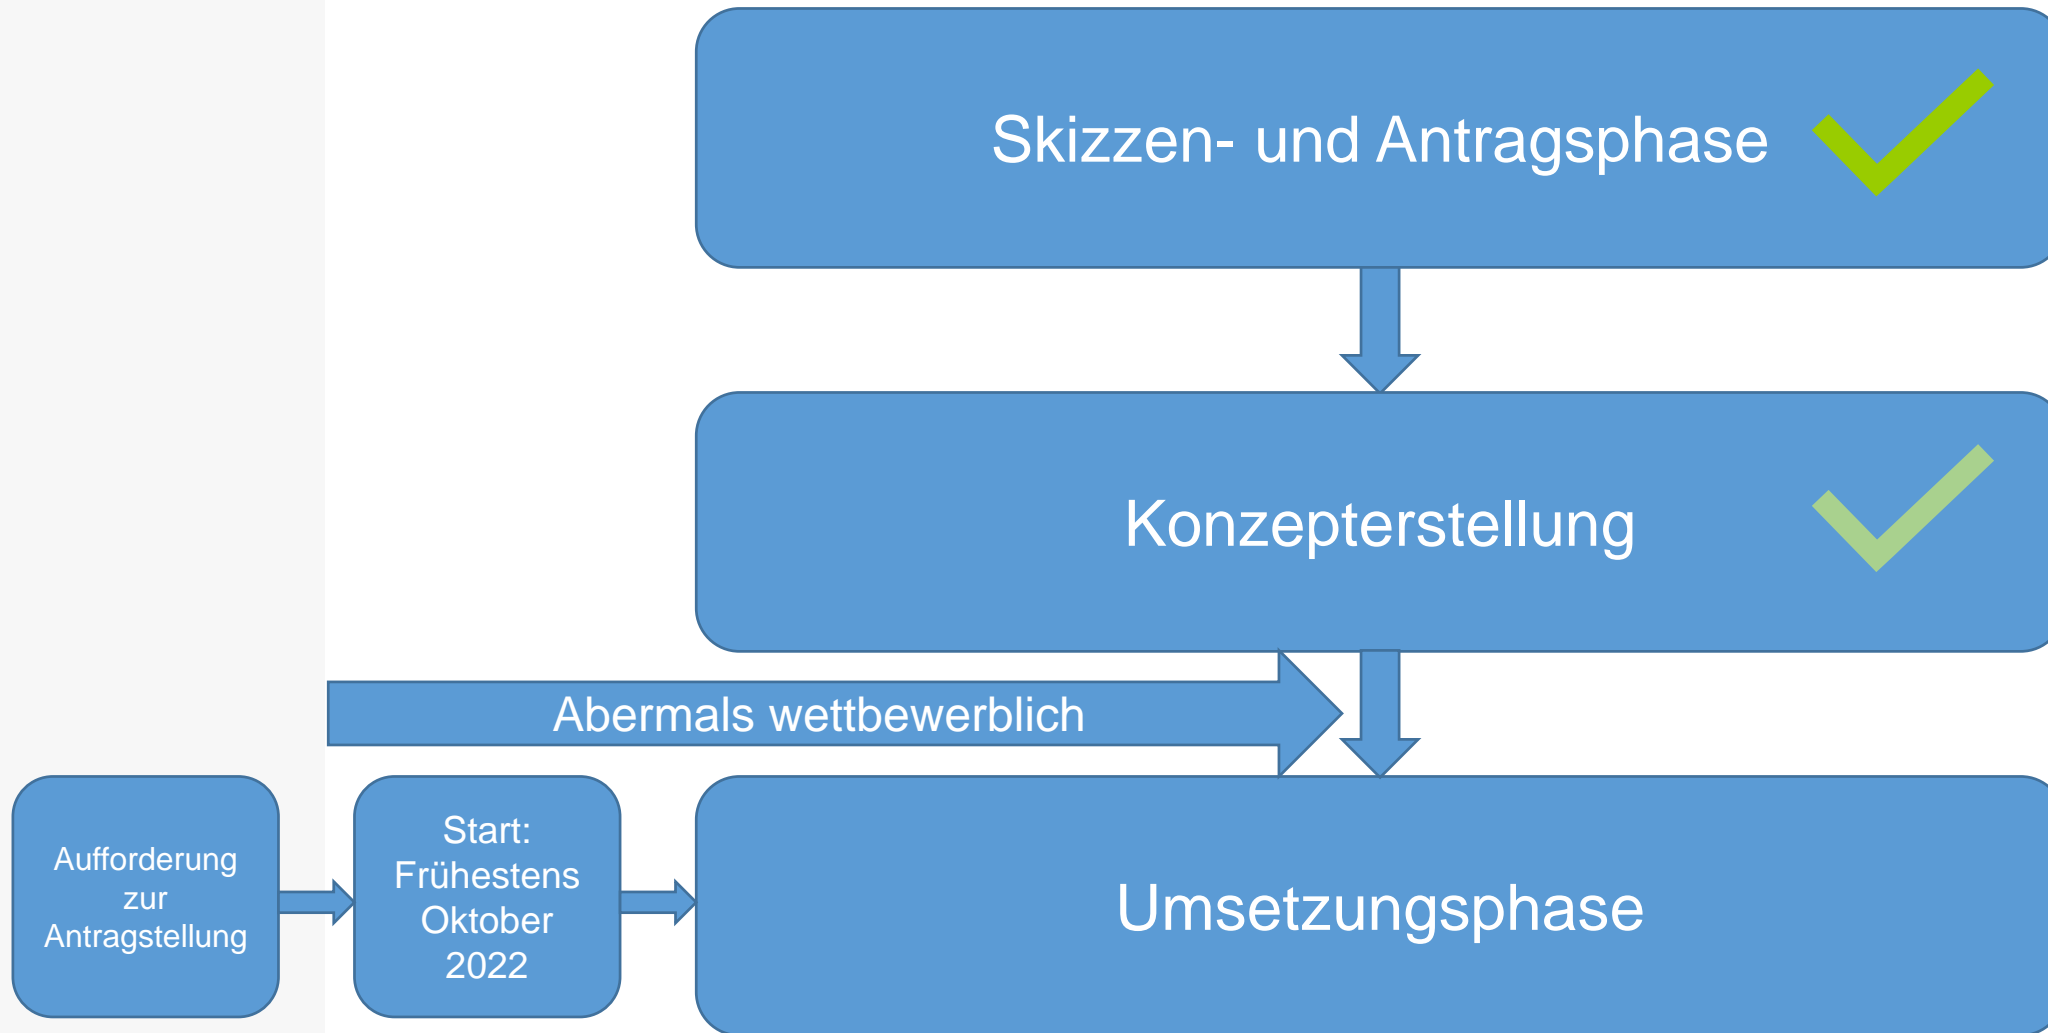 Skizzen- und Antragsphase
Konzepterstellung
Abermals wettbewerblich
Aufforderung
zur
Antragstellung
Start:
Frühestens
Oktober
2022
Umsetzungsphase